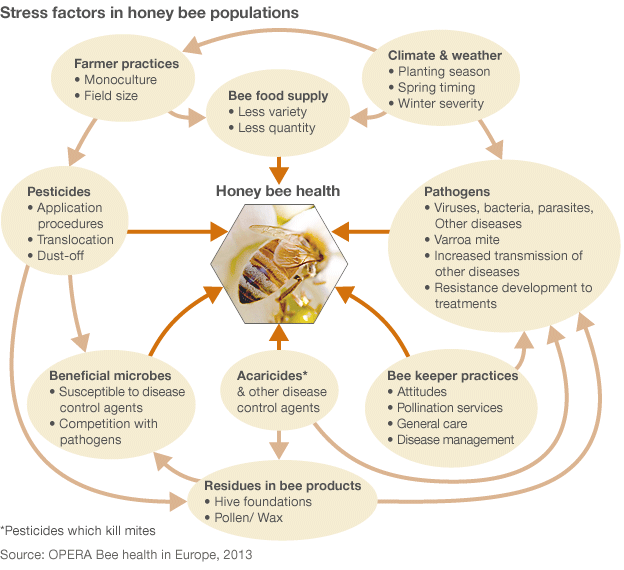 Stress factors in honey bee populations
Farmer practices
• Monoculture
• Field size
Climate & weather
• Planting season
• Spring timing
• Winter severity
Bee food supply
• Less variety
• Less quantity
Pesticides
• Application
procedures
• Translocation
• Dust-off
Honey bee health
Pathogens
• Viruses, bacteria, parasites,
Other diseases
• Varroa mite
• Increased transmission of
other diseases
• Resistance development to
treatments
Beneficial microbes
• Susceptible to disease
control agents
• Competition with
pathogens
Acaricides*
& other disease
control agents
Bee keeper practices
• Attitudes
• Pollination services
• General care
• Disease management
Residues in bee products
• Hive foundations
• Pollen/ Wax
*Pesticides which kill mites
Source: OPERA Bee health in Europe, 2013